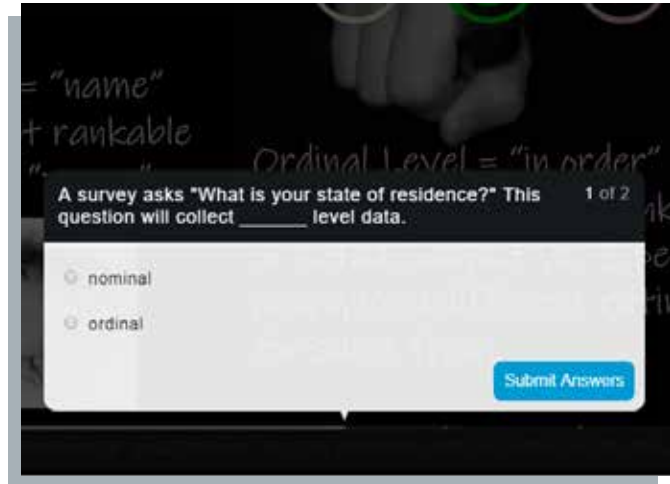 = "name"
+ rankable
Ordinal Level = "in order"
A survey asks "What is your state of residence?" This
question will collect ______ level data.
1 of 2
nominal
ordinal
Submit Answers